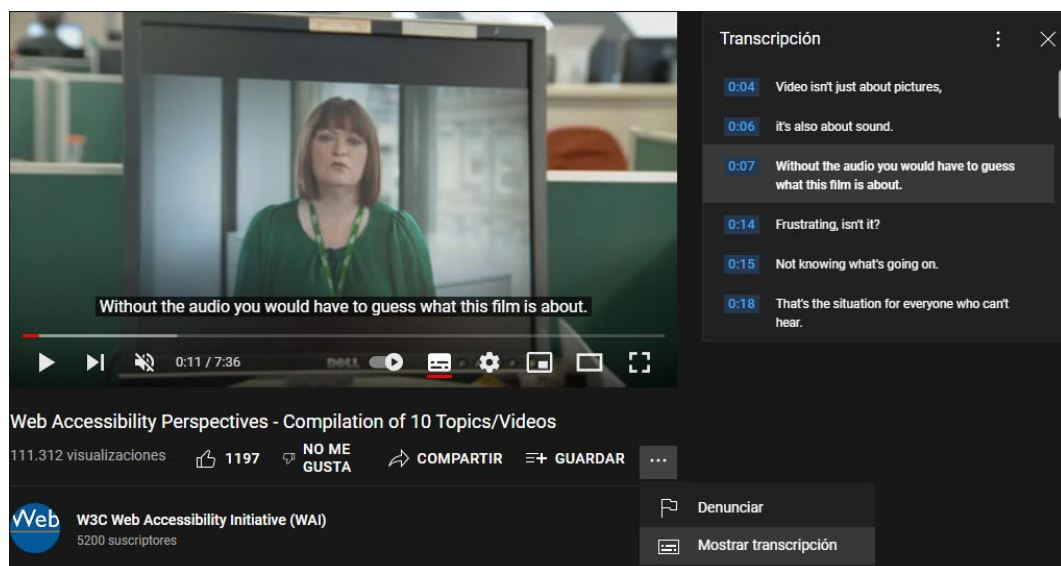 Without the audio you would have to guess what this film is about.
0:11 / 7:36
DELL
Web Accessibility Perspectives - Compilation of 10 Topics/Videos
111.312 visualizaciones
1197
NO ME
GUSTA
COMPARTIR
GUARDAR
Web
W3C Web Accessibility Initiative (WAI)
5200 suscriptores
Denunciar
Mostrar transcripción
Transcripción
0:04 Video isn't just about pictures,
0:06 it's also about sound.
0:07 Without the audio you would have to guess
what this film is about.
0:14 Frustrating, isn't it?
0:15 Not knowing what's going on.
0:18 That's the situation for everyone who can't
hear.